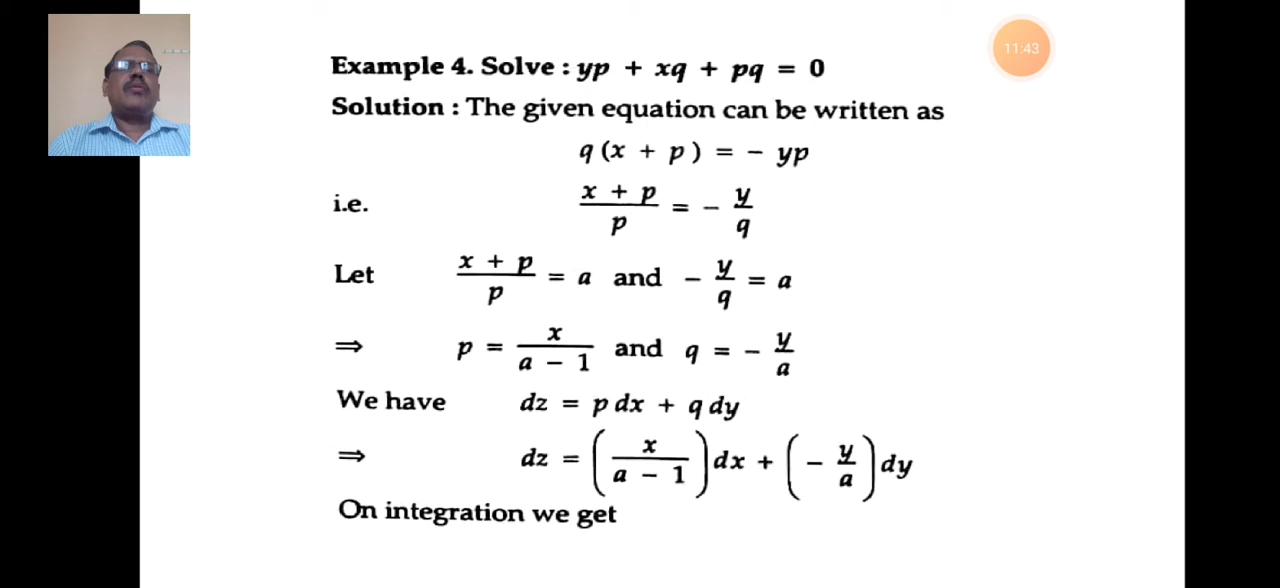 11:43
Example 4. Solve : yp + xq + pq = 0
Solution : The given equation can be written as
q (x + p) = - yp
i.e. (x + p)/p = - y/q
Let (x + p)/p = a and - y/q = a
⇒ p = x/(a - 1) and q = - y/a
We have dz = p dx + q dy
⇒ dz = (x/(a - 1)) dx + (- y/a) dy
On integration we get